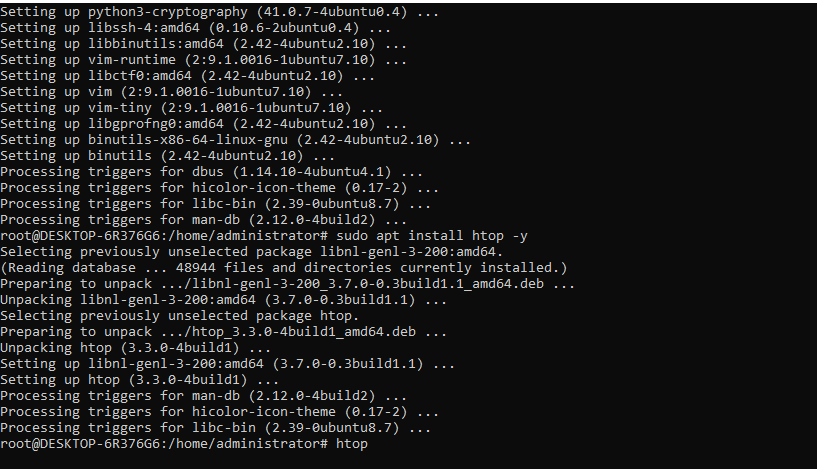 Setting up python3-cryptography (41.0.7-4ubuntu0.4) ...
Setting up libssh-4:amd64 (0.10.6-2ubuntu0.4) ...
Setting up libbinutils:amd64 (2.42-4ubuntu2.10) ...
Setting up vim-runtime (2:9.1.0016-1ubuntu7.10) ...
Setting up libctf0:amd64 (2.42-4ubuntu2.10) ...
Setting up vim (2:9.1.0016-1ubuntu7.10) ...
Setting up vim-tiny (2:9.1.0016-1ubuntu7.10) ...
Setting up libgprofng0:amd64 (2.42-4ubuntu2.10) ...
Setting up binutils-x86-64-linux-gnu (2.42-4ubuntu2.10) ...
Setting up binutils (2.42-4ubuntu2.10) ...
Processing triggers for dbus (1.14.10-4ubuntu4.1) ...
Processing triggers for hicolor-icon-theme (0.17-2) ...
Processing triggers for libc-bin (2.39-0ubuntu8.7) ...
Processing triggers for man-db (2.12.0-4build2) ...
root@DESKTOP-6R376G6:/home/administrator# sudo apt install htop -y
Selecting previously unselected package libnl-genl-3-200:amd64.
(Reading database ... 48944 files and directories currently installed.)
Preparing to unpack .../libnl-genl-3-200_3.7.0-0.3build1.1_amd64.deb ...
Unpacking libnl-genl-3-200:amd64 (3.7.0-0.3build1.1) ...
Selecting previously unselected package htop.
Preparing to unpack .../htop_3.3.0-4build1_amd64.deb ...
Unpacking htop (3.3.0-4build1) ...
Setting up libnl-genl-3-200:amd64 (3.7.0-0.3build1.1) ...
Setting up htop (3.3.0-4build1) ...
Processing triggers for man-db (2.12.0-4build2) ...
Processing triggers for hicolor-icon-theme (0.17-2) ...
Processing triggers for libc-bin (2.39-0ubuntu8.7) ...
root@DESKTOP-6R376G6:/home/administrator# htop